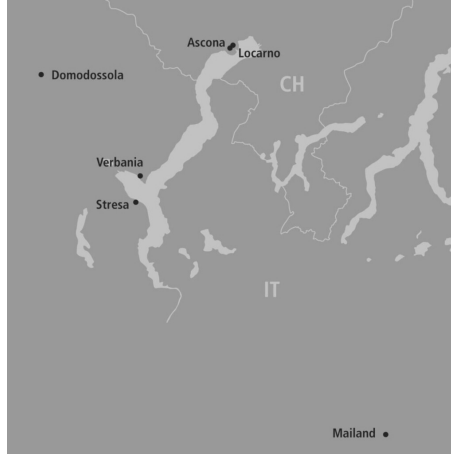 Ascona
Locarno
Domodossola
CH
Verbania
Stresa
IT
Mailand